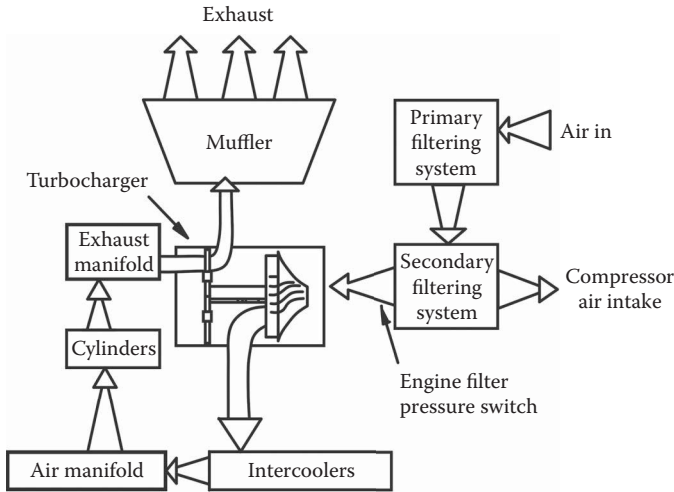 Exhaust
Muffler
Primary
filtering
system
Air in
Turbocharger
Exhaust
manifold
Secondary
filtering
system
Compressor
air intake
Cylinders
Engine filter
pressure switch
Air manifold
Intercoolers